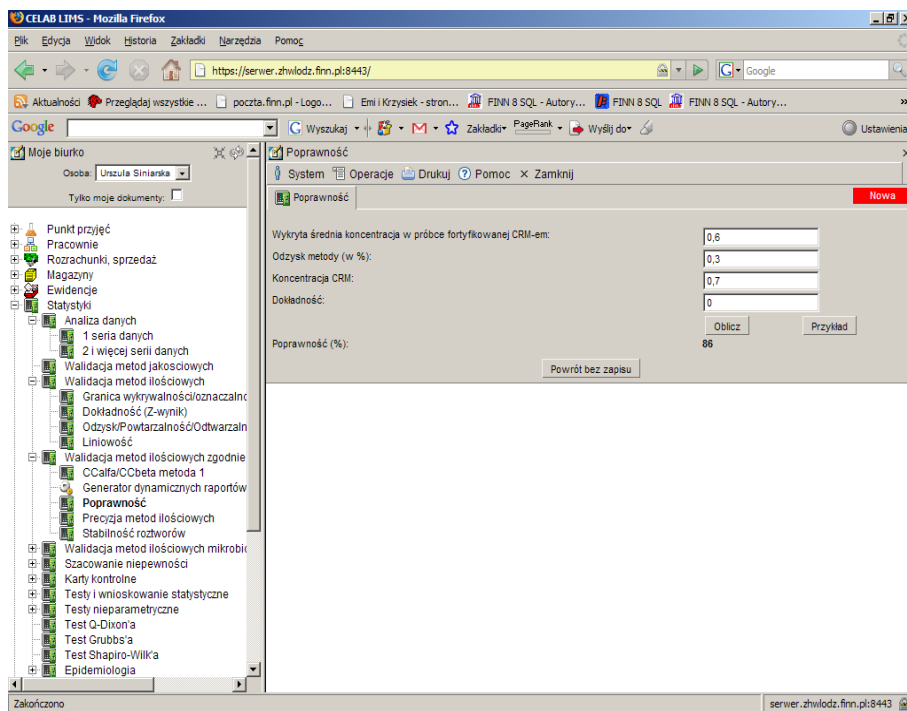 CELAB LIMS - Mozilla Firefox
Plik Edycja Widok Historia Zakładki Narzędzia Pomoc
https://serwer.zhwlodz.finn.pl:8443/ Google
Aktualności Przeglądaj wszystkie ... poczta.finn.pl - Logo... Emi i Krzysiek - stron... FINN 8 SQL - Autory... FINN 8 SQL FINN 8 SQL - Autory... »
Google Wyszukaj Zakładki PageRank Wyślij do Ustawienia
Moje biurko
Osoba: Urszula Siniarska
Tylko moje dokumenty:
Punkt przyjęć
Pracownie
Rozrachunki, sprzedaż
Magazyny
Ewidencje
Statystyki
Analiza danych
1 seria danych
2 i więcej serii danych
Walidacja metod jakosciowych
Walidacja metod ilościowych
Granica wykrywalności/oznaczalno
Dokładność (Z-wynik)
Odzysk/Powtarzalność/Odtwarzaln
Liniowość
Walidacja metod ilościowych zgodnie
CCalfa/CCbeta metoda 1
Generator dynamicznych raportów
Poprawność
Precyzja metod ilościowych
Stabilność roztworów
Walidacja metod ilościowych mikrobio
Szacowanie niepewności
Karty kontrolne
Testy i wnioskowanie statystyczne
Testy nieparametryczne
Test Q-Dixon'a
Test Grubbs'a
Test Shapiro-Wilk'a
Epidemiologia
Poprawność
System Operacje Drukuj Pomoc Zamknij
Poprawność Nowa
Wykryta średnia koncentracja w próbce fortyfikowanej CRM-em: 0,6
Odzysk metody (w %): 0,3
Koncentracja CRM: 0,7
Dokładność: 0
Oblicz Przykład
Poprawność (%): 86
Powrót bez zapisu
Zakończono serwer.zhwlodz.finn.pl:8443